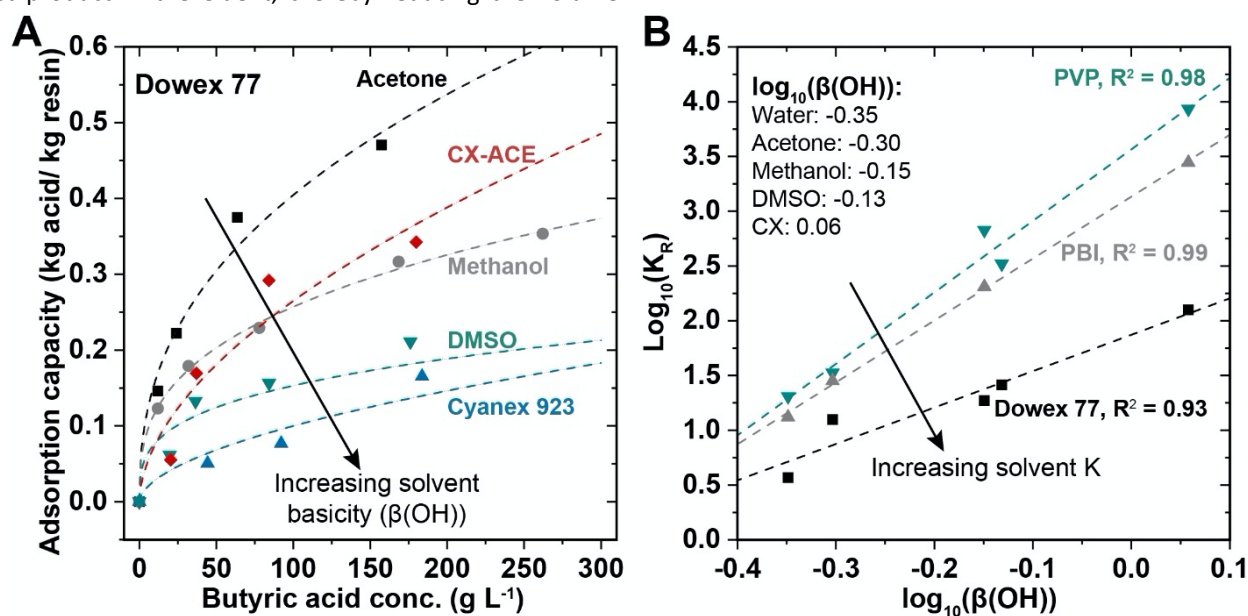 A
Adsorption capacity (kg acid/ kg resin)
0.6
0.5
0.4
0.3
0.2
0.1
0.0
Dowex 77
Acetone
CX-ACE
Methanol
DMSO
Cyanex 923
Increasing solvent
basicity (β(OH))
0 50 100 150 200 250 300
Butyric acid conc. (g L⁻¹)
B
Log₁₀(K_R)
4.5
4.0
3.5
3.0
2.5
2.0
1.5
1.0
0.5
0.0
log₁₀(β(OH)):
Water: -0.35
Acetone: -0.30
Methanol: -0.15
DMSO: -0.13
CX: 0.06
PVP, R² = 0.98
PBI, R² = 0.99
Dowex 77, R² = 0.93
Increasing solvent K
-0.4 -0.3 -0.2 -0.1 0.0 0.1
log₁₀(β(OH))